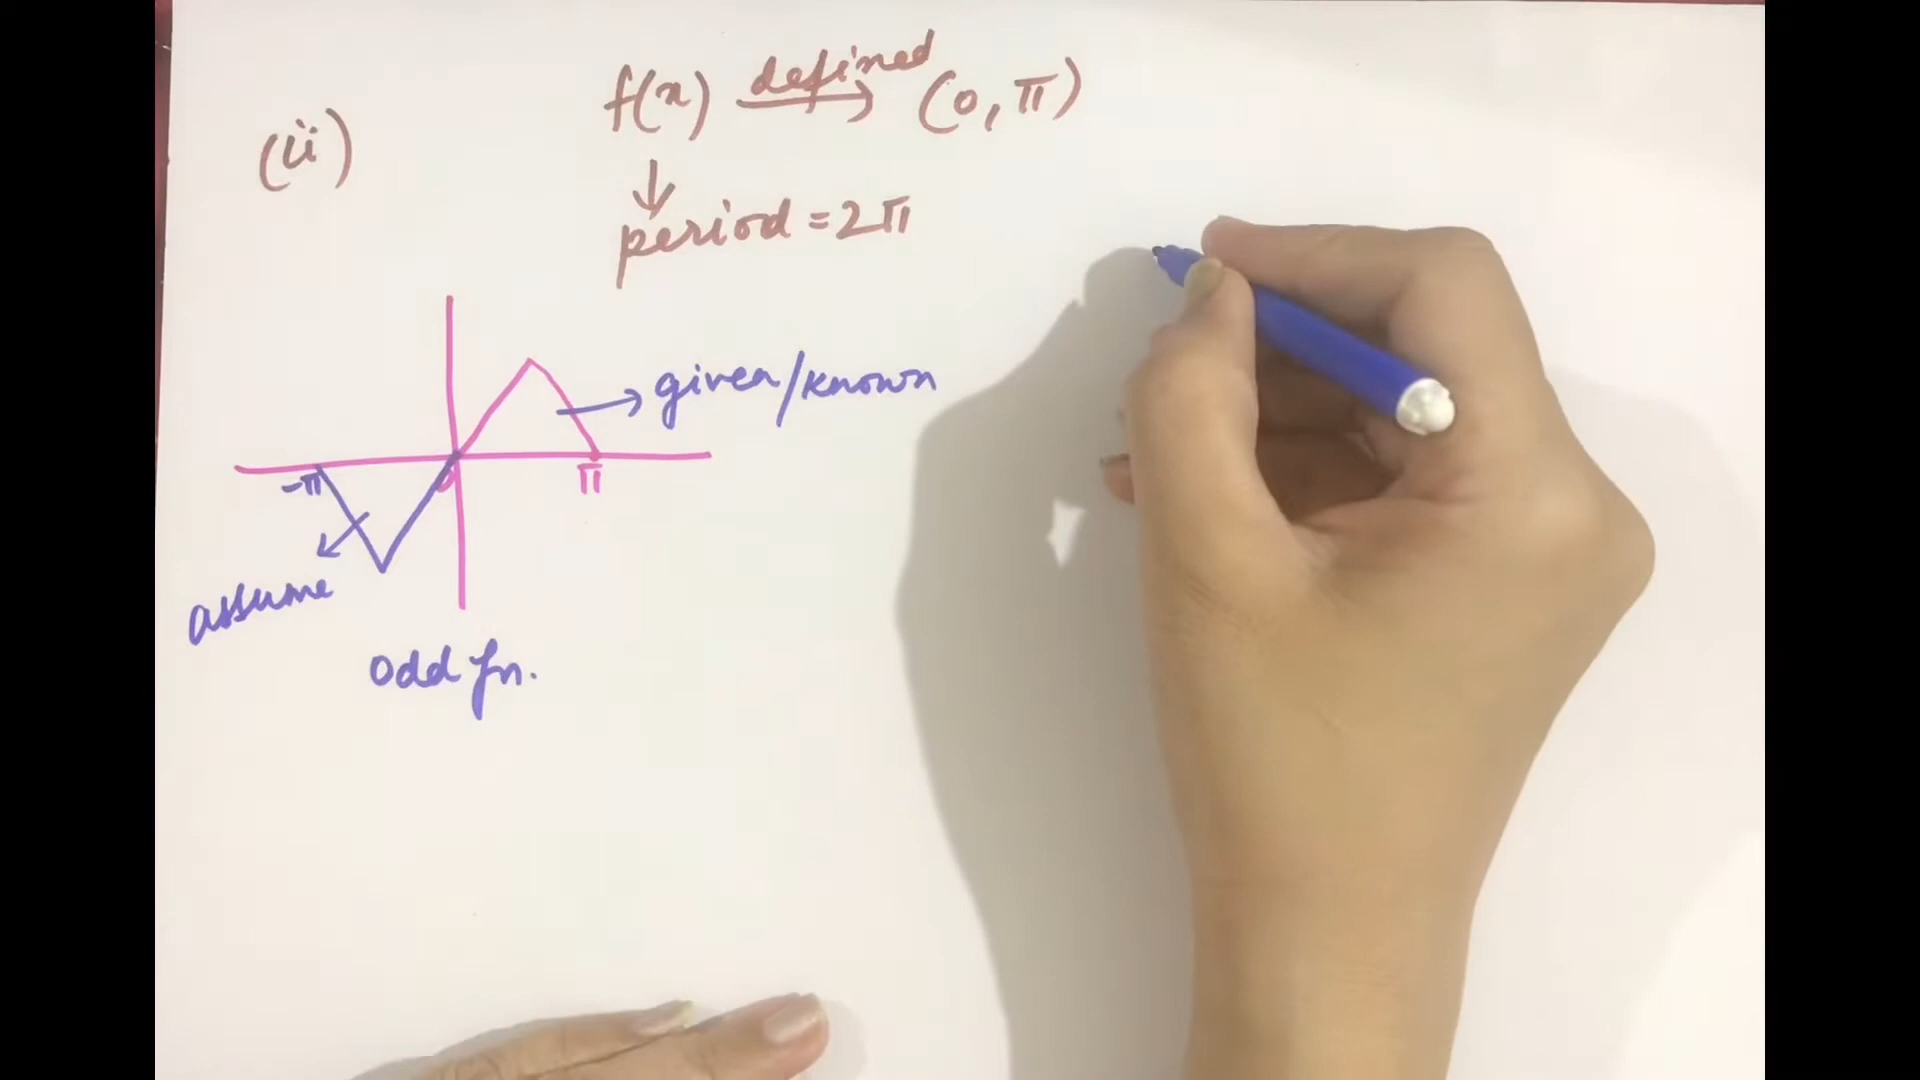 (ii)
f(x) defined→ (0, π)
↓
period = 2π
→ given/known
-π
0
π
assume
odd fn.